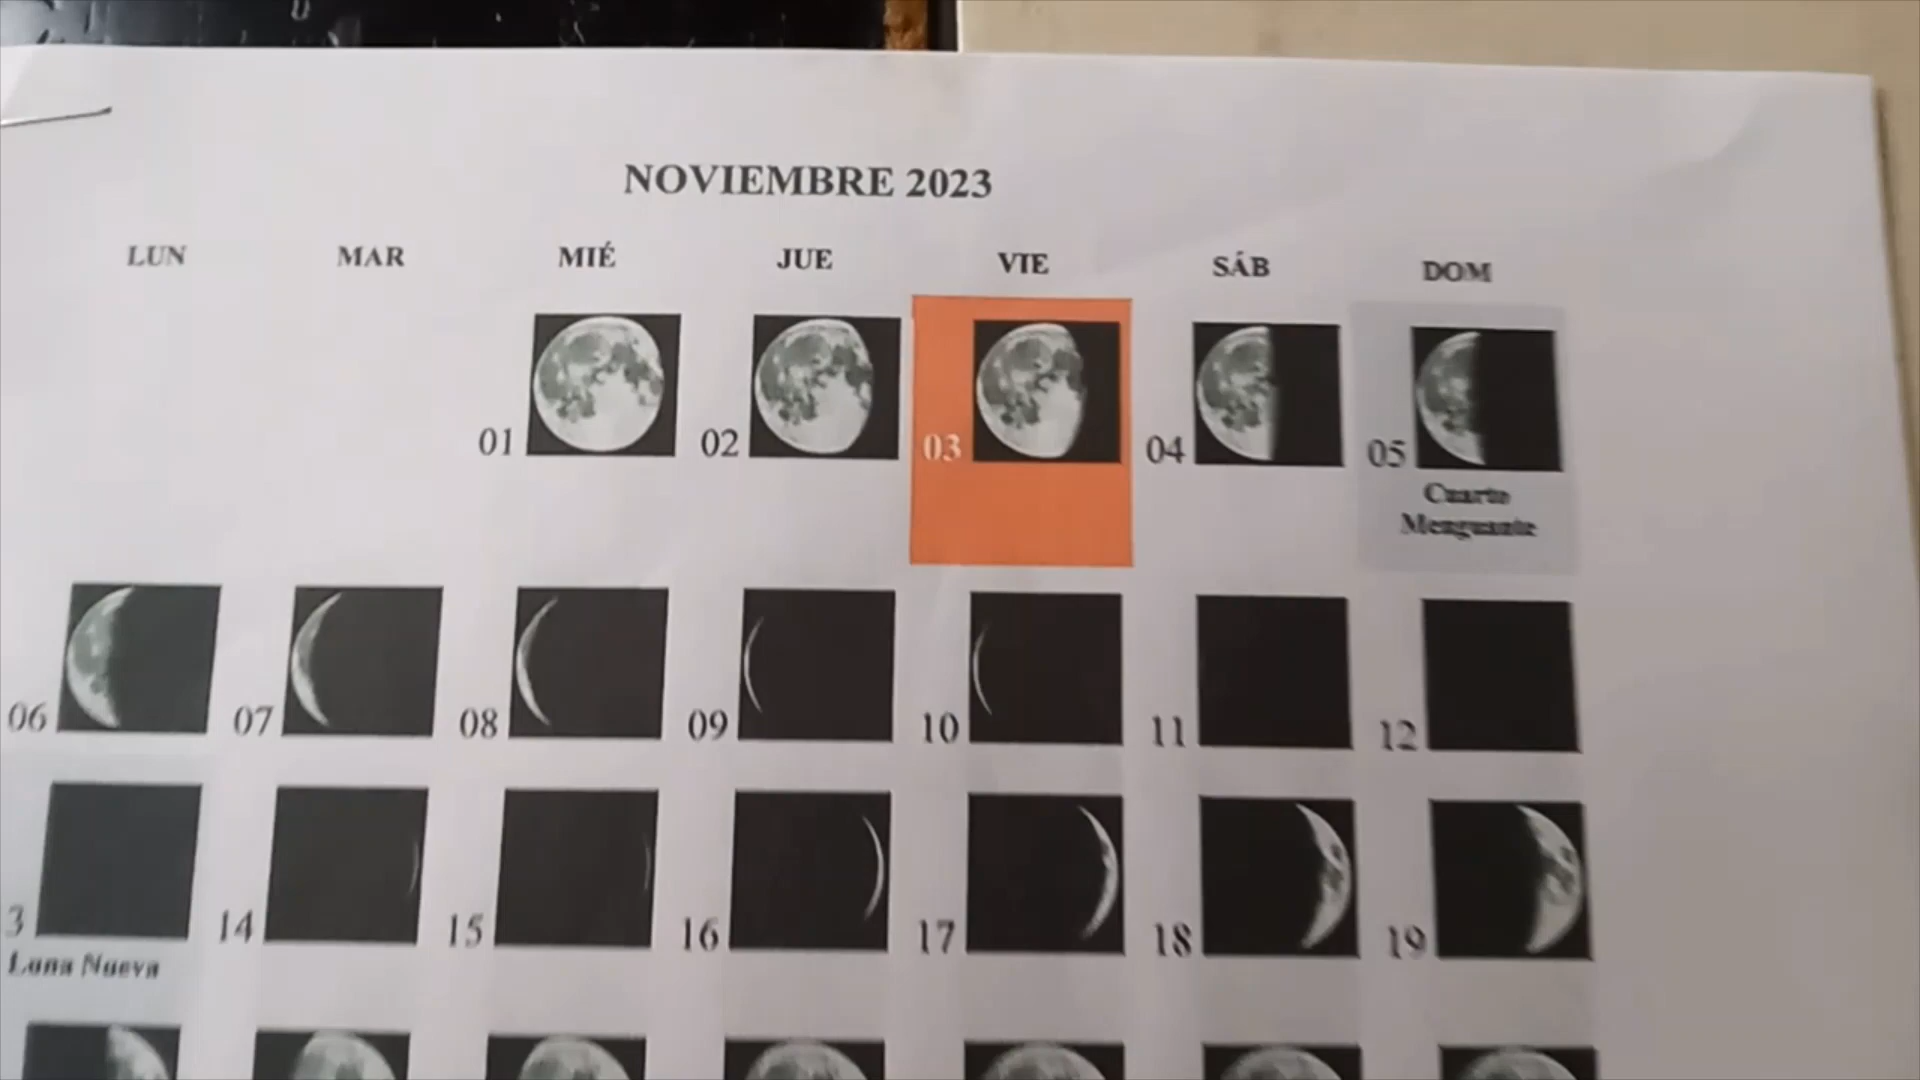 NOVIEMBRE 2023
LUN MAR MIÉ JUE VIE SÁB DOM
01 02 03 04 05
Cuarto
Menguante
06 07 08 09 10 11 12
3 14 15 16 17 18 19
Luna Nueva